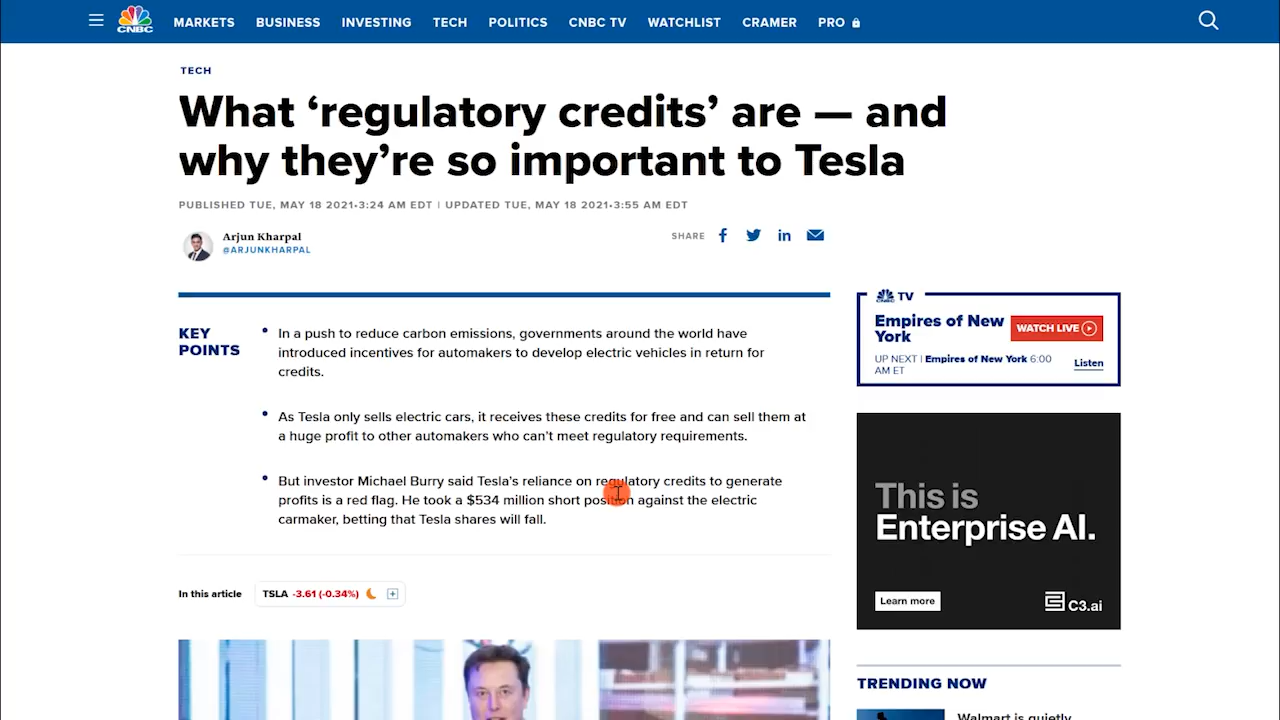 CNBC
MARKETS BUSINESS INVESTING TECH POLITICS CNBC TV WATCHLIST CRAMER PRO
TECH
What ‘regulatory credits’ are — and
why they’re so important to Tesla
PUBLISHED TUE, MAY 18 2021•3:24 AM EDT | UPDATED TUE, MAY 18 2021•3:55 AM EDT
Arjun Kharpal
@ARJUNKHARPAL
SHARE
KEY
POINTS
In a push to reduce carbon emissions, governments around the world have
introduced incentives for automakers to develop electric vehicles in return for
credits.
As Tesla only sells electric cars, it receives these credits for free and can sell them at
a huge profit to other automakers who can’t meet regulatory requirements.
But investor Michael Burry said Tesla’s reliance on regulatory credits to generate
profits is a red flag. He took a $534 million short position against the electric
carmaker, betting that Tesla shares will fall.
In this article
TSLA -3.61 (-0.34%)
CNBC TV
Empires of New
York
WATCH LIVE
UP NEXT | Empires of New York 6:00
AM ET
Listen
This is
Enterprise AI.
Learn more
C3.ai
TRENDING NOW
Walmart is quietly